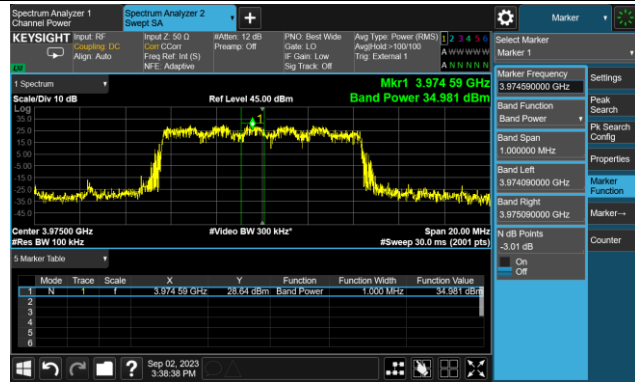 Spectrum Analyzer 1
Channel Power
Spectrum Analyzer 2
Swept SA
+
Marker
KEYSIGHT
Input: RF
Coupling: DC
Align: Auto
Input Z: 50 Ω
Corr CCorr
Freq Ref: Int (S)
NFE: Adaptive
#Atten: 12 dB
Preamp: Off
PNO: Best Wide
Gate: LO
IF Gain: Low
Sig Track: Off
Avg Type: Power (RMS)
Avg|Hold:>100/100
Trig: External 1
1 2 3 4 5 6
A W W W W W
A N N N N N
Select Marker
Marker 1
1 Spectrum
Scale/Div 10 dB
Ref Level 45.00 dBm
Mkr1 3.974 59 GHz
Band Power 34.981 dBm
Log
35.0
25.0
15.0
5.00
-5.00
-15.0
-25.0
-35.0
-45.0
1
Center 3.97500 GHz
#Res BW 100 kHz
#Video BW 300 kHz*
Span 20.00 MHz
#Sweep 30.0 ms (2001 pts)
5 Marker Table
Mode Trace Scale X Y Function Function Width Function Value
1 N 1 f 3.974 59 GHz 28.64 dBm Band Power 1.000 MHz 34.981 dBm
2
3
4
5
6
Marker Frequency
3.974590000 GHz
Band Function
Band Power
Band Span
1.000000 MHz
Band Left
3.974090000 GHz
Band Right
3.975090000 GHz
N dB Points
-3.01 dB
On
Off
Settings
Peak
Search
Pk Search
Config
Properties
Marker
Function
Marker→
Counter
?
Sep 02, 2023
3:38:38 PM